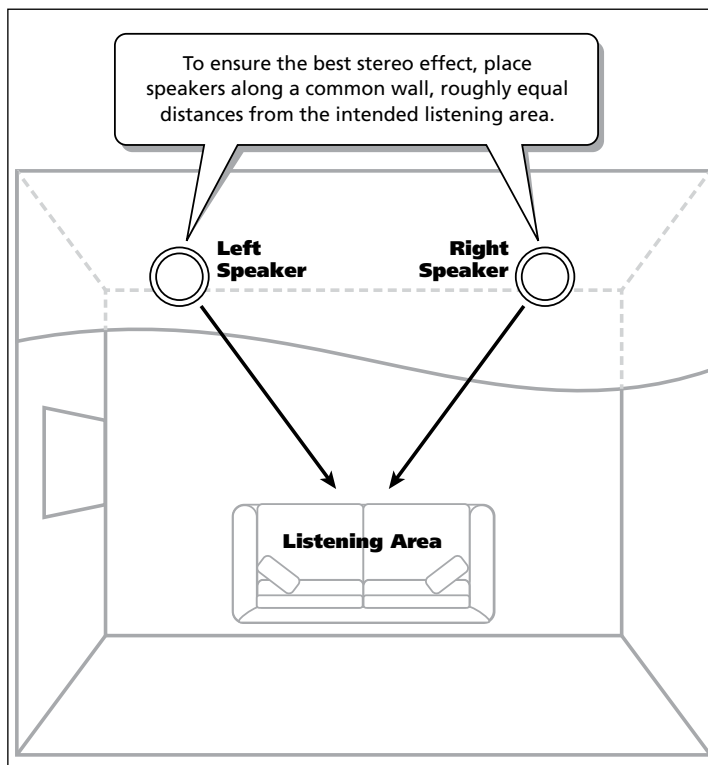 To ensure the best stereo effect, place
speakers along a common wall, roughly equal
distances from the intended listening area.
Left
Speaker
Right
Speaker
Listening Area